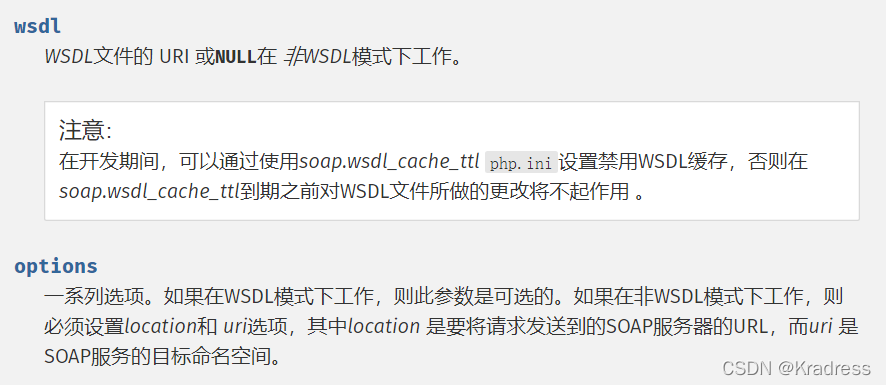 wsdl
WSDL文件的 URI 或NULL在 非WSDL模式下工作。
注意：
在开发期间，可以通过使用soap.wsdl_cache_ttl php.ini设置禁用WSDL缓存，否则在
soap.wsdl_cache_ttl到期之前对WSDL文件所做的更改将不起作用 。
options
一系列选项。如果在WSDL模式下工作，则此参数是可选的。如果在非WSDL模式下工作，则
必须设置location和 uri选项，其中location 是要将请求发送到的SOAP服务器的URL，而uri 是
SOAP服务的目标命名空间。
CSDN @Kradress